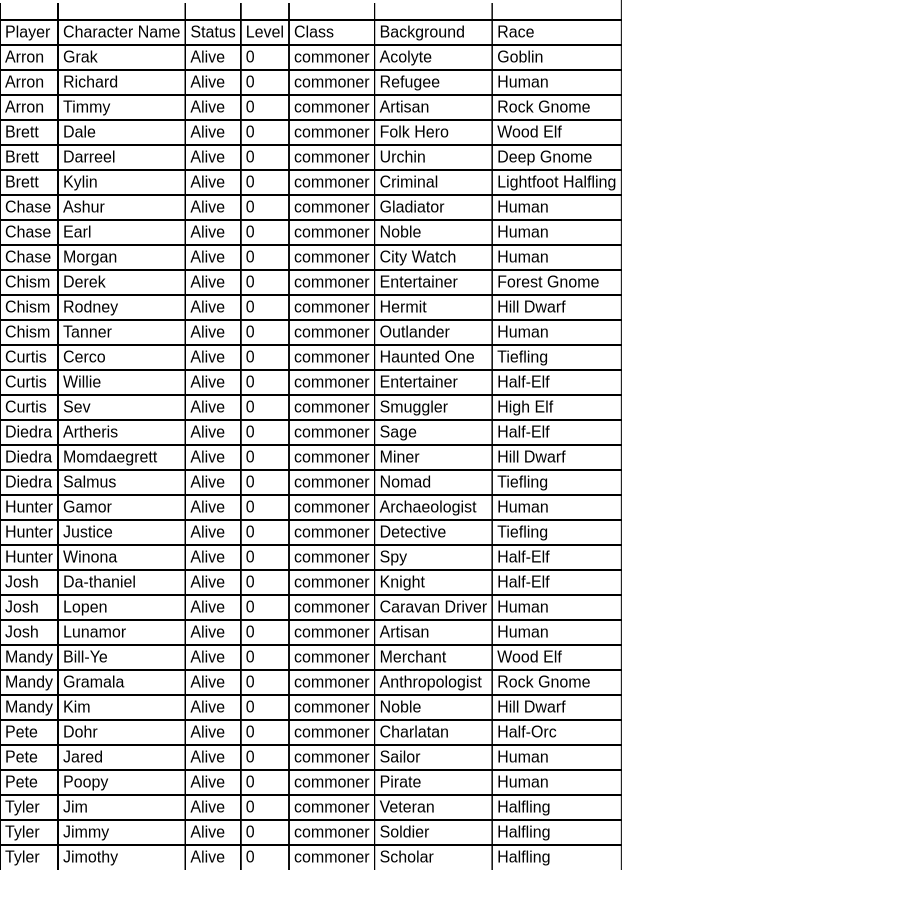 Player Character Name Status Level Class Background Race
Arron Grak Alive 0 commoner Acolyte Goblin
Arron Richard Alive 0 commoner Refugee Human
Arron Timmy Alive 0 commoner Artisan Rock Gnome
Brett Dale Alive 0 commoner Folk Hero Wood Elf
Brett Darreel Alive 0 commoner Urchin Deep Gnome
Brett Kylin Alive 0 commoner Criminal Lightfoot Halfling
Chase Ashur Alive 0 commoner Gladiator Human
Chase Earl Alive 0 commoner Noble Human
Chase Morgan Alive 0 commoner City Watch Human
Chism Derek Alive 0 commoner Entertainer Forest Gnome
Chism Rodney Alive 0 commoner Hermit Hill Dwarf
Chism Tanner Alive 0 commoner Outlander Human
Curtis Cerco Alive 0 commoner Haunted One Tiefling
Curtis Willie Alive 0 commoner Entertainer Half-Elf
Curtis Sev Alive 0 commoner Smuggler High Elf
Diedra Artheris Alive 0 commoner Sage Half-Elf
Diedra Momdaegrett Alive 0 commoner Miner Hill Dwarf
Diedra Salmus Alive 0 commoner Nomad Tiefling
Hunter Gamor Alive 0 commoner Archaeologist Human
Hunter Justice Alive 0 commoner Detective Tiefling
Hunter Winona Alive 0 commoner Spy Half-Elf
Josh Da-thaniel Alive 0 commoner Knight Half-Elf
Josh Lopen Alive 0 commoner Caravan Driver Human
Josh Lunamor Alive 0 commoner Artisan Human
Mandy Bill-Ye Alive 0 commoner Merchant Wood Elf
Mandy Gramala Alive 0 commoner Anthropologist Rock Gnome
Mandy Kim Alive 0 commoner Noble Hill Dwarf
Pete Dohr Alive 0 commoner Charlatan Half-Orc
Pete Jared Alive 0 commoner Sailor Human
Pete Poopy Alive 0 commoner Pirate Human
Tyler Jim Alive 0 commoner Veteran Halfling
Tyler Jimmy Alive 0 commoner Soldier Halfling
Tyler Jimothy Alive 0 commoner Scholar Halfling